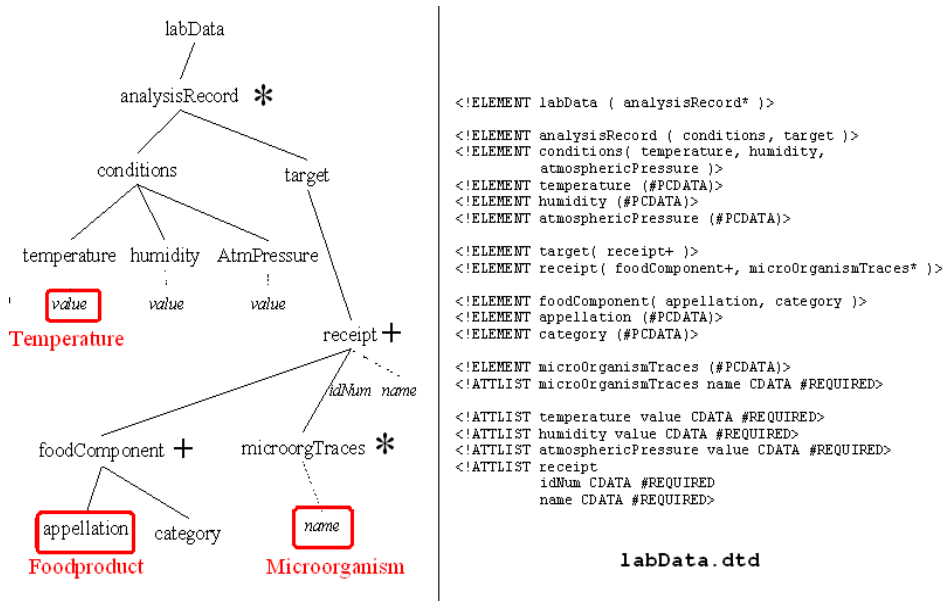 labData
analysisRecord *
conditions
target
temperature humidity AtmPressure
value value value
Temperature
receipt +
idNum name
foodComponent + microorgTraces *
appellation category name
Foodproduct Microorganism
<!ELEMENT labData ( analysisRecord* )>
<!ELEMENT analysisRecord ( conditions, target )>
<!ELEMENT conditions( temperature, humidity,
atmosphericPressure )>
<!ELEMENT temperature (#PCDATA)>
<!ELEMENT humidity (#PCDATA)>
<!ELEMENT atmosphericPressure (#PCDATA)>
<!ELEMENT target( receipt+ )>
<!ELEMENT receipt( foodComponent+, microOrganismTraces* )>
<!ELEMENT foodComponent( appellation, category )>
<!ELEMENT appellation (#PCDATA)>
<!ELEMENT category (#PCDATA)>
<!ELEMENT microOrganismTraces (#PCDATA)>
<!ATTLIST microOrganismTraces name CDATA #REQUIRED>
<!ATTLIST temperature value CDATA #REQUIRED>
<!ATTLIST humidity value CDATA #REQUIRED>
<!ATTLIST atmosphericPressure value CDATA #REQUIRED>
<!ATTLIST receipt
idNum CDATA #REQUIRED
name CDATA #REQUIRED>
labData.dtd